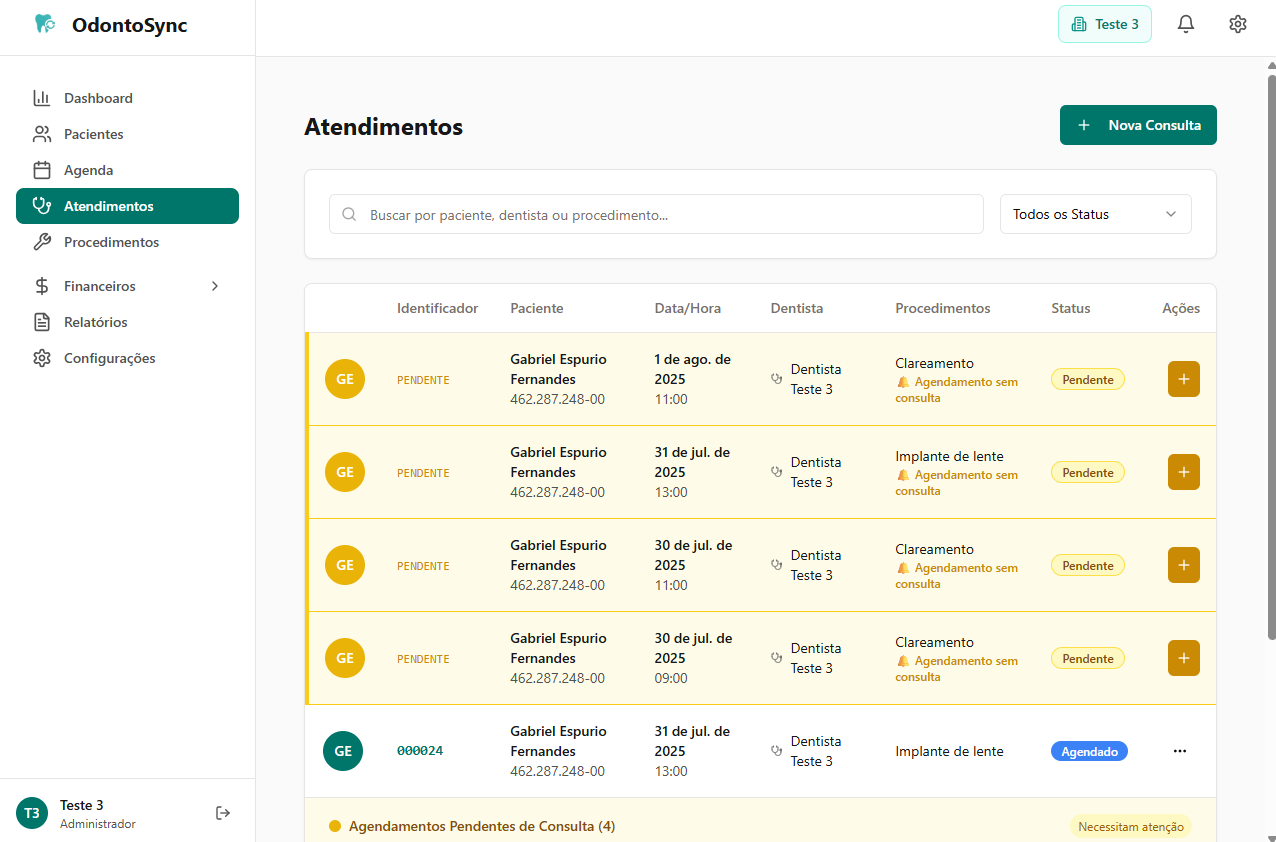 OdontoSync
Teste 3
Dashboard
Pacientes
Agenda
Atendimentos
Procedimentos
Financeiros
Relatórios
Configurações
T3
Teste 3
Administrador
Atendimentos
+ Nova Consulta
Buscar por paciente, dentista ou procedimento...
Todos os Status
Identificador Paciente Data/Hora Dentista Procedimentos Status Ações
GE
PENDENTE
Gabriel Espurio
Fernandes
462.287.248-00
1 de ago. de
2025
11:00
Dentista
Teste 3
Clareamento
Agendamento sem
consulta
Pendente
+
GE
PENDENTE
Gabriel Espurio
Fernandes
462.287.248-00
31 de jul. de
2025
13:00
Dentista
Teste 3
Implante de lente
Agendamento sem
consulta
Pendente
+
GE
PENDENTE
Gabriel Espurio
Fernandes
462.287.248-00
30 de jul. de
2025
11:00
Dentista
Teste 3
Clareamento
Agendamento sem
consulta
Pendente
+
GE
PENDENTE
Gabriel Espurio
Fernandes
462.287.248-00
30 de jul. de
2025
09:00
Dentista
Teste 3
Clareamento
Agendamento sem
consulta
Pendente
+
GE
000024
Gabriel Espurio
Fernandes
462.287.248-00
31 de jul. de
2025
13:00
Dentista
Teste 3
Implante de lente
Agendado
...
Agendamentos Pendentes de Consulta (4)
Necessitam atenção